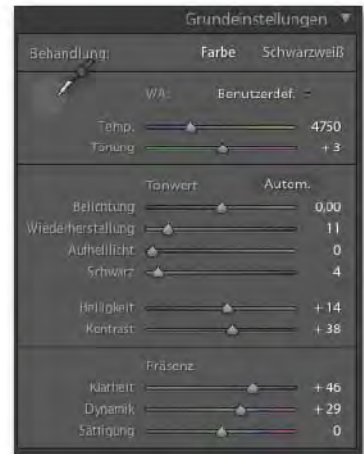 Grundeinstellungen
Behandlung: Farbe Schwarzweiß
WA: Benutzerdef.
Temp. 4750
Tönung + 3
Tonwert Autom.
Belichtung 0,00
Wiederherstellung 11
Aufhelllicht 0
Schwarz 4
Helligkeit + 14
Kontrast + 38
Präsenz
Klarheit + 46
Dynamik + 29
Sättigung 0